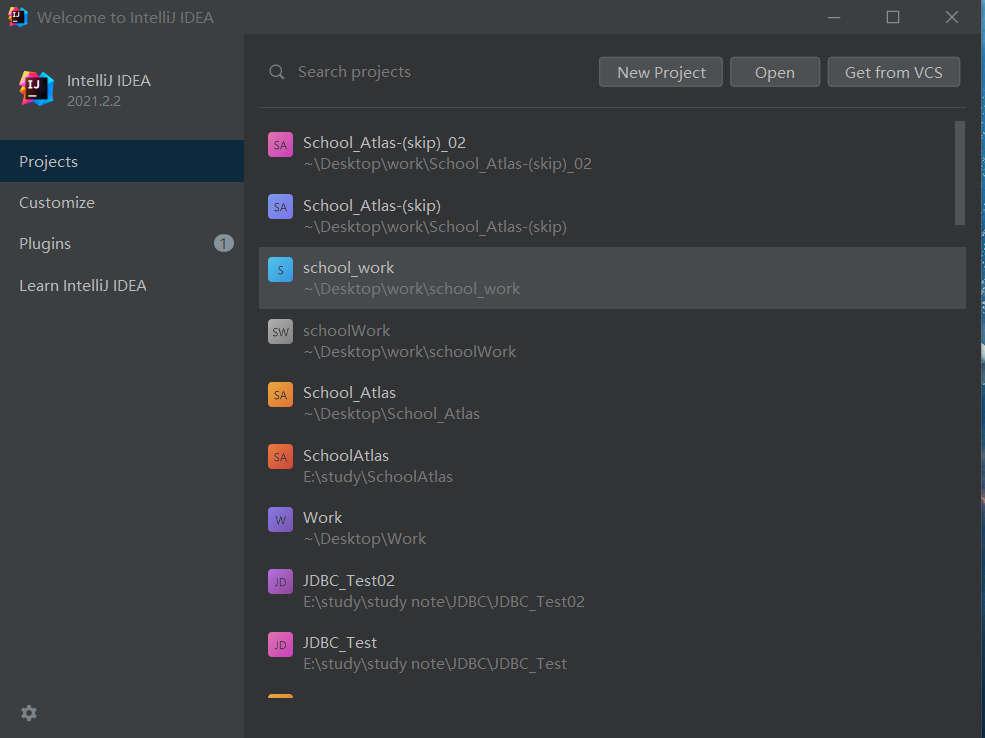 Welcome to IntelliJ IDEA
IJ
IntelliJ IDEA
2021.2.2
Projects
Customize
Plugins 1
Learn IntelliJ IDEA
Search projects
New Project
Open
Get from VCS
SA School_Atlas-(skip)_02
~\Desktop\work\School_Atlas-(skip)_02
SA School_Atlas-(skip)
~\Desktop\work\School_Atlas-(skip)
S school_work
~\Desktop\work\school_work
SW schoolWork
~\Desktop\work\schoolWork
SA School_Atlas
~\Desktop\School_Atlas
SA SchoolAtlas
E:\study\SchoolAtlas
W Work
~\Desktop\Work
JD JDBC_Test02
E:\study\study note\JDBC\JDBC_Test02
JD JDBC_Test
E:\study\study note\JDBC\JDBC_Test